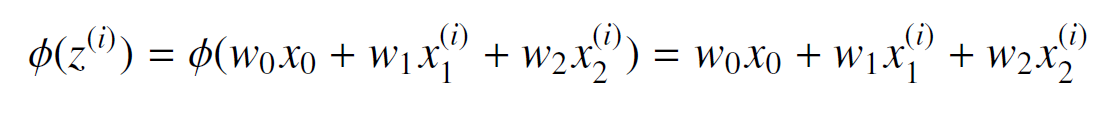 ϕ(z⁽ⁱ⁾) = ϕ(w₀x₀ + w₁x₁⁽ⁱ⁾ + w₂x₂⁽ⁱ⁾) = w₀x₀ + w₁x₁⁽ⁱ⁾ + w₂x₂⁽ⁱ⁾